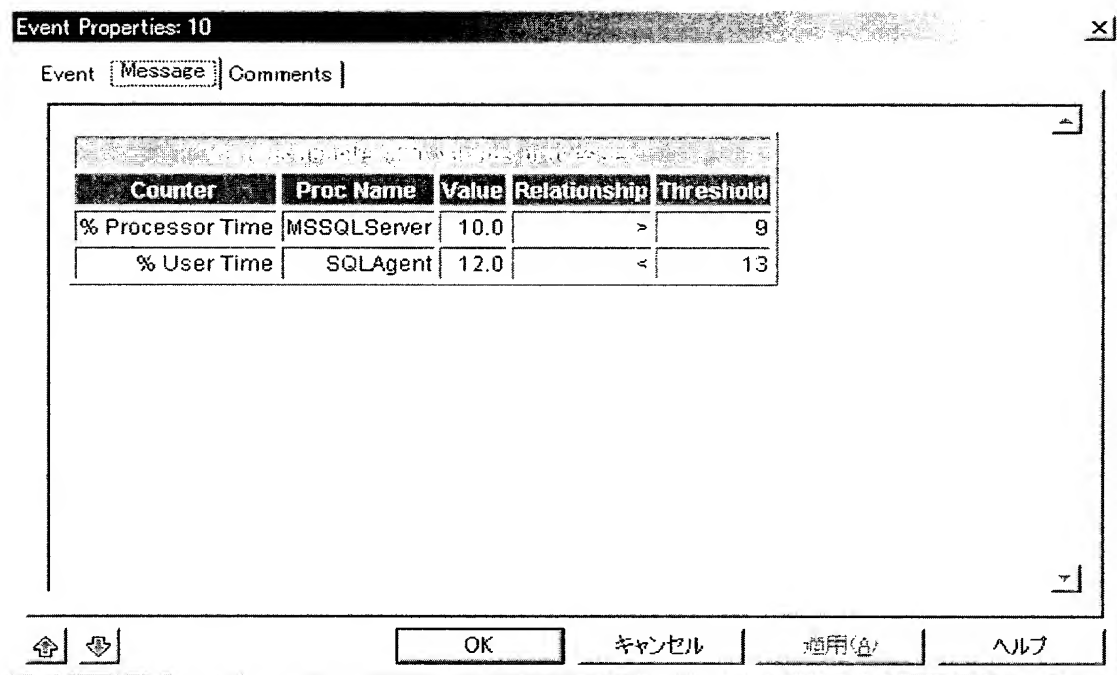 Event Properties: 10
Event Message Comments
Counter Proc Name Value Relationship Threshold
% Processor Time MSSQLServer 10.0 > 9
% User Time SQLAgent 12.0 < 13
OK キャンセル 適用(A) ヘルプ